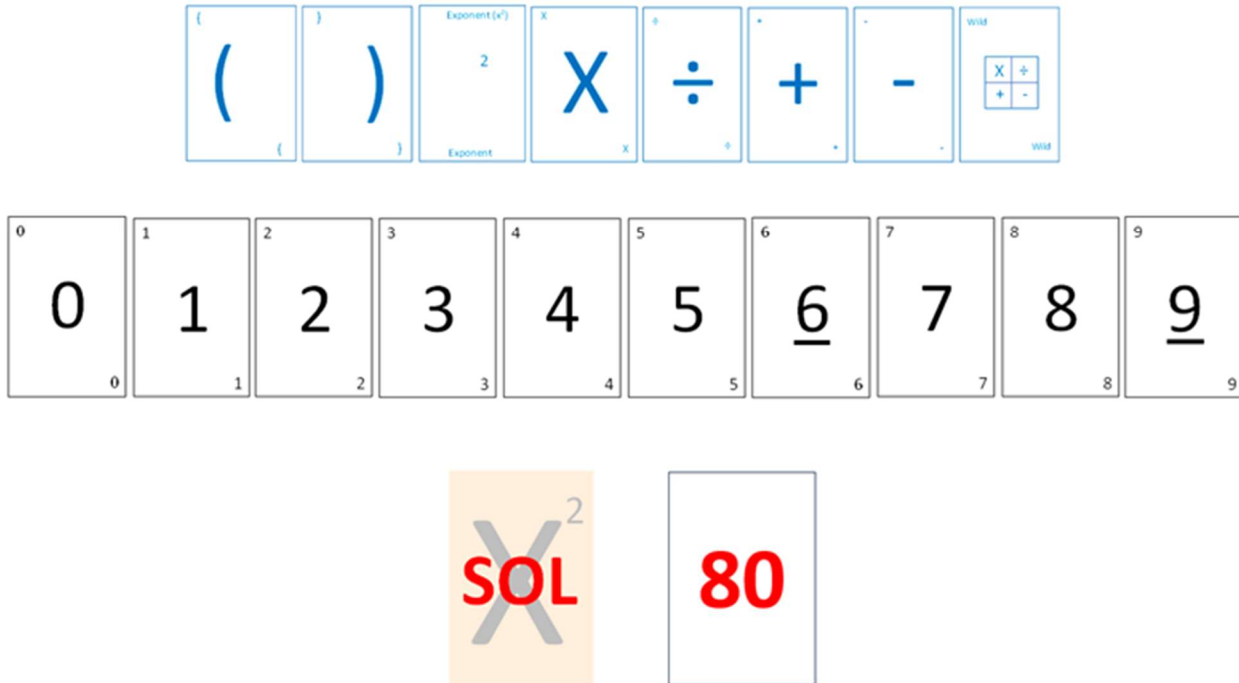 { } Exponent (x²) X ÷ • - Wild
( ) 2 X ÷ + - X ÷
+ -
{ } Exponent X ÷ • - Wild
0 1 2 3 4 5 6 7 8 9
0 1 2 3 4 5 6 7 8 9
0 1 2 3 4 5 6 7 8 9
X 2
SOL 80